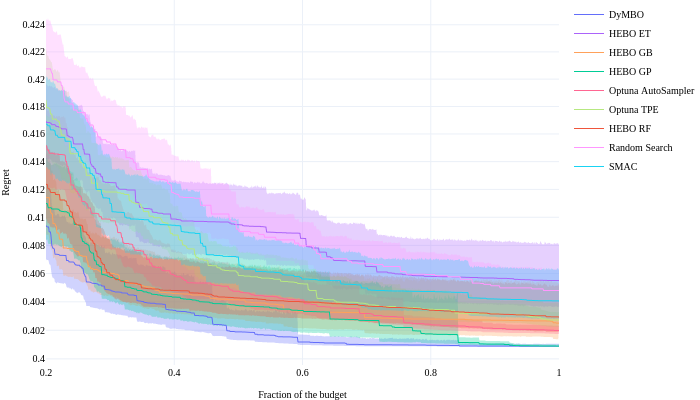 0.424
0.422
0.42
0.418
0.416
0.414
0.412
0.41
0.408
0.406
0.404
0.402
0.4
Regret
0.2
0.4
0.6
0.8
1
Fraction of the budget
DyMBO
HEBO ET
HEBO GB
HEBO GP
Optuna AutoSampler
Optuna TPE
HEBO RF
Random Search
SMAC